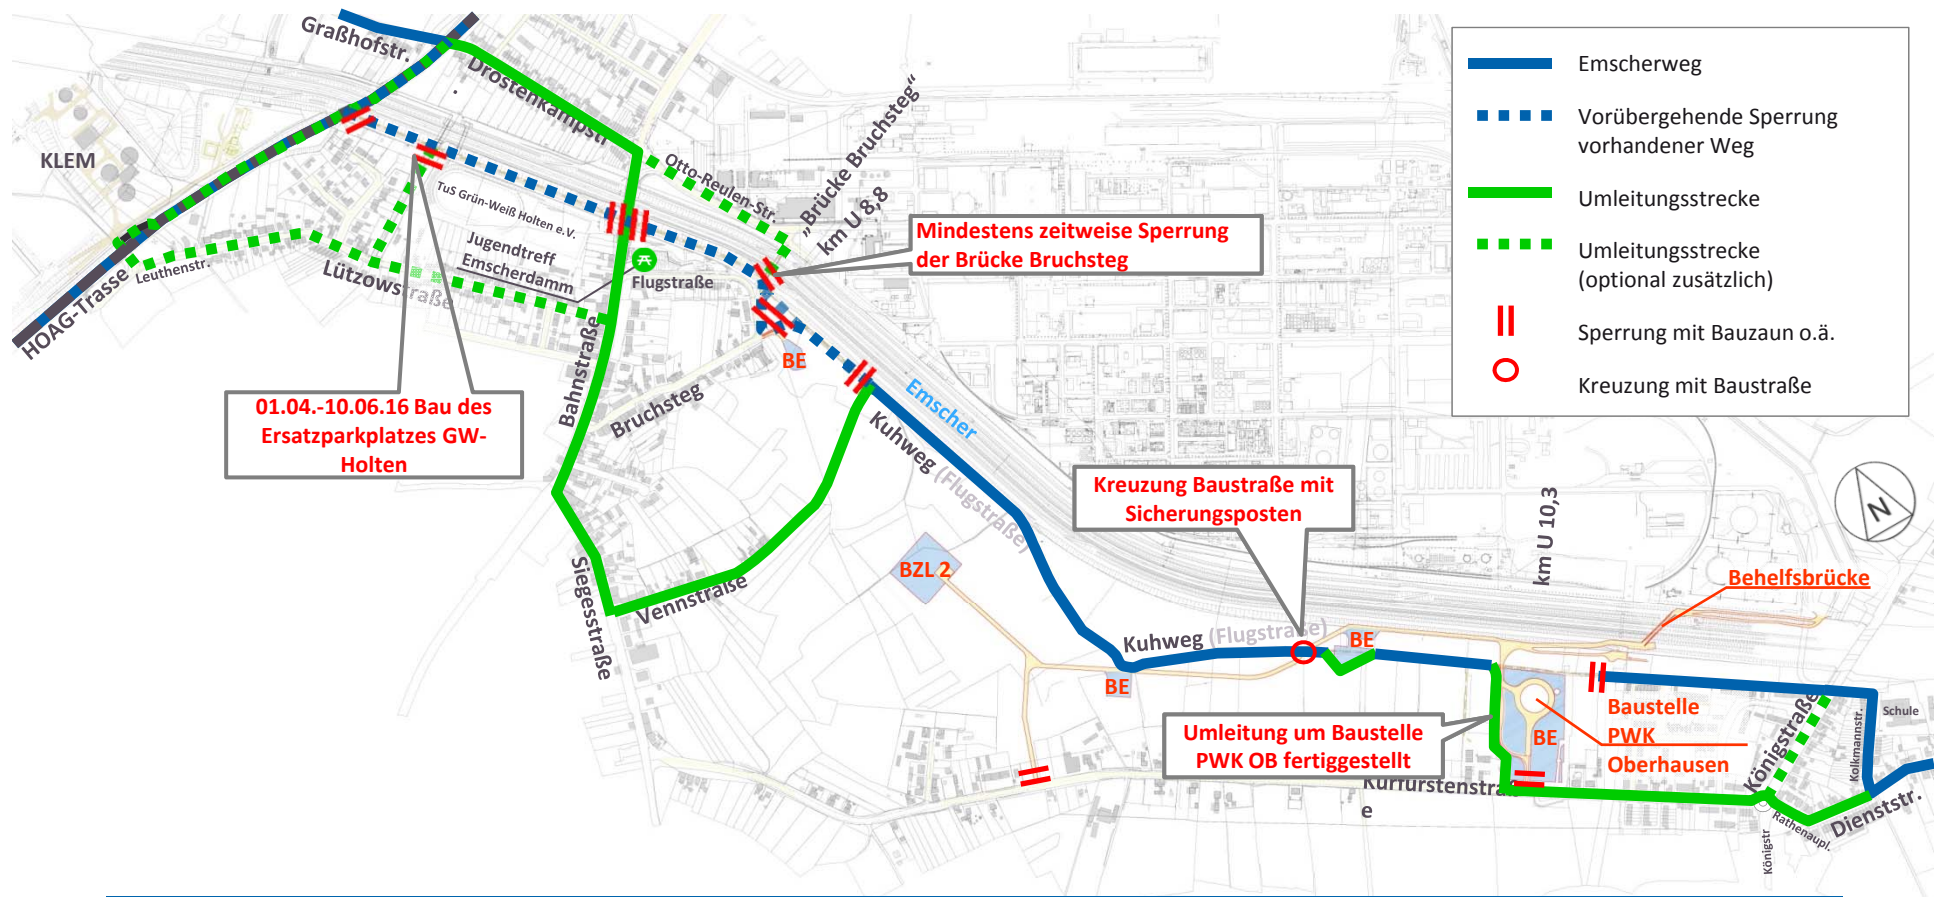 Graßhofstr.
Drostenkampstr.
KLEM
TuS Grün-Weiß Holten e.V.
Otto-Reulen-Str.
„Brücke Bruchsteg“
km U 8,8
Jugendtreff
Emscherdamm
Flugstraße
Leuthenstr.
Lützowstraße
HOAG-Trasse
Mindestens zeitweise Sperrung
der Brücke Bruchsteg
BE
01.04.-10.06.16 Bau des
Ersatzparkplatzes GW-
Holten
Bahnstraße
Bruchsteg
Emscher
Kuhweg (Flugstraße)
Siegesstraße
Vennstraße
BZL 2
Kreuzung Baustraße mit
Sicherungsposten
km U 10,3
Behelfsbrücke
N
Kuhweg (Flugstraße)
BE
BE
Umleitung um Baustelle
PWK OB fertiggestellt
BE
Baustelle
PWK
Oberhausen
Kurfürstenstraß
e
Königstraße
Kolkmannstr.
Schule
Dienststr.
Rathenaupl.
Königstr
Emscherweg
Vorübergehende Sperrung
vorhandener Weg
Umleitungsstrecke
Umleitungsstrecke
(optional zusätzlich)
Sperrung mit Bauzaun o.ä.
Kreuzung mit Baustraße